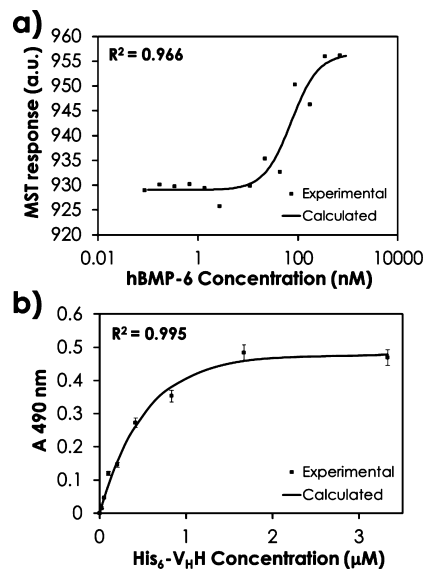 a)
R² = 0.966
MST response (a.u.)
960
955
950
945
940
935
930
925
920
Experimental
Calculated
0.01
1
100
10000
hBMP-6 Concentration (nM)
b)
R² = 0.995
A 490 nm
0.6
0.5
0.4
0.3
0.2
0.1
0
Experimental
Calculated
0
1
2
3
His₆-VHH Concentration (µM)